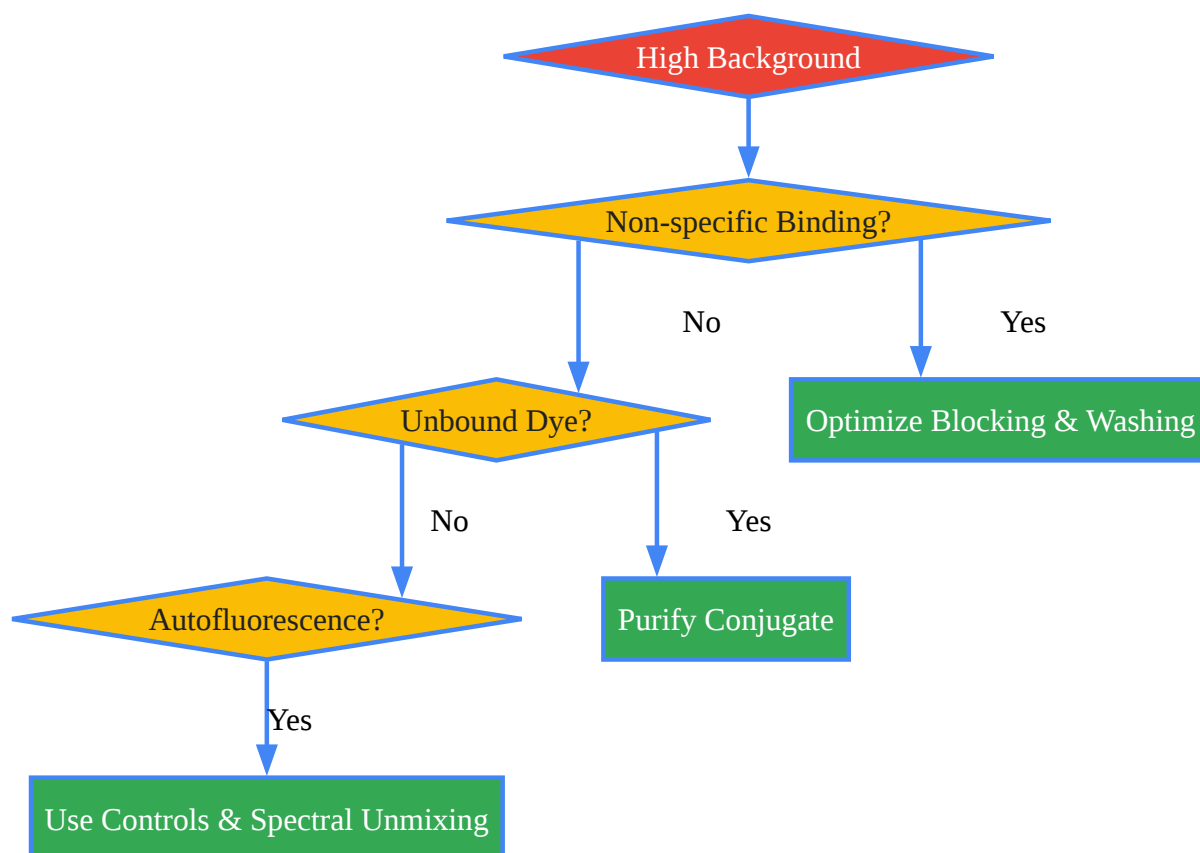 High Background
Non-specific Binding?
No
Yes
Unbound Dye?
Optimize Blocking & Washing
No
Yes
Autofluorescence?
Purify Conjugate
Yes
Use Controls & Spectral Unmixing